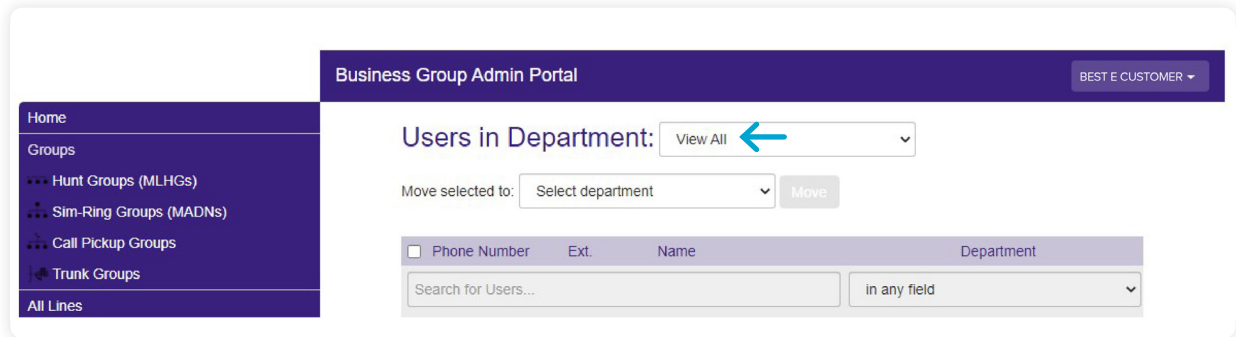 Business Group Admin Portal
BEST E CUSTOMER
Home
Groups
Hunt Groups (MLHGs)
Sim-Ring Groups (MADNs)
Call Pickup Groups
Trunk Groups
All Lines
Users in Department: View All
Move selected to: Select department Move
Phone Number Ext. Name Department
Search for Users... in any field